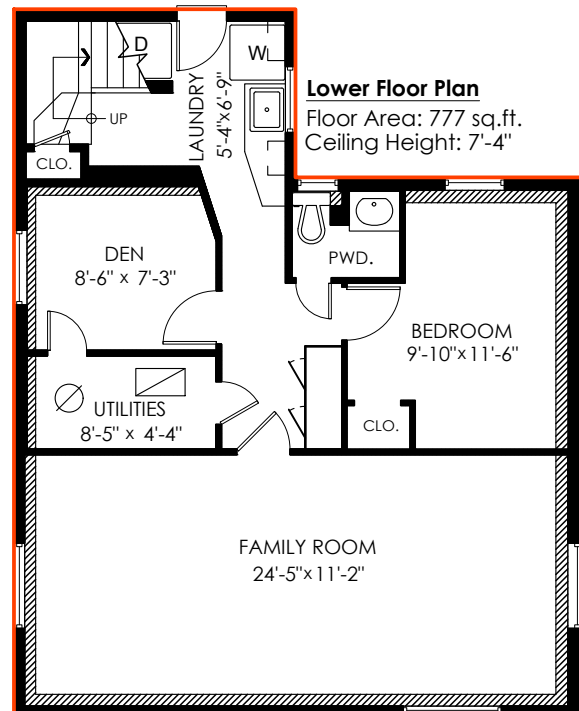 D
W
Lower Floor Plan
Floor Area: 777 sq.ft.
Ceiling Height: 7'-4"
LAUNDRY
5'-4"x6'-9"
UP
CLO.
DEN
8'-6" x 7'-3"
PWD.
BEDROOM
9'-10"x11'-6"
UTILITIES
8'-5" x 4'-4"
CLO.
FAMILY ROOM
24'-5"x11'-2"